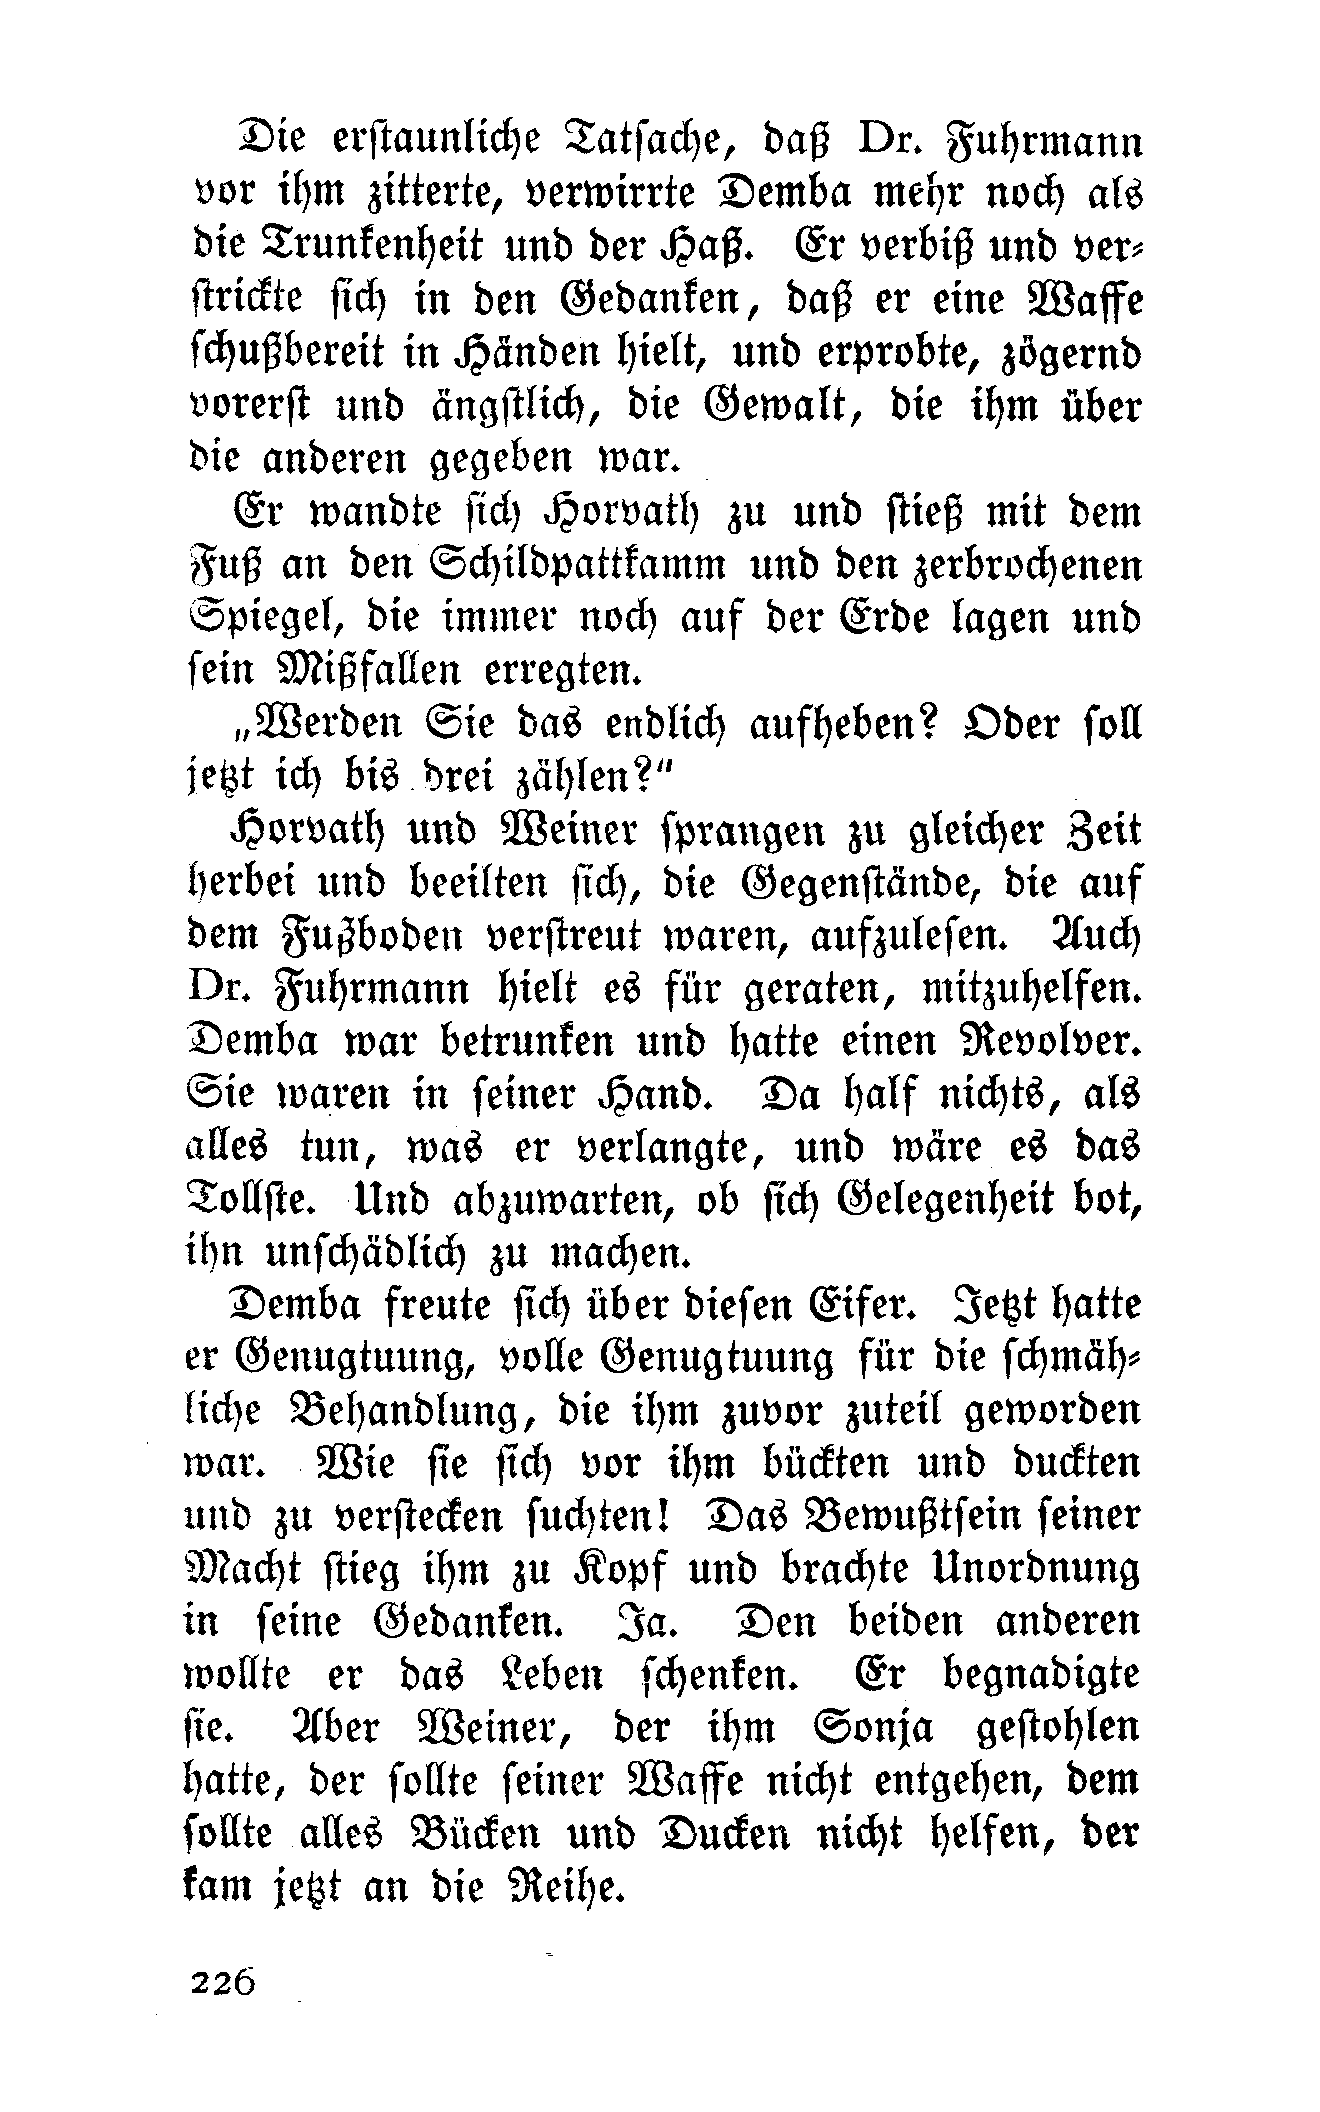 Die erstaunliche Tatsache, daß Dr. Fuhrmann
vor ihm zitterte, verwirrte Demba mehr noch als
die Trunkenheit und der Haß. Er verbiß und ver-
strickte sich in den Gedanken, daß er eine Waffe
schußbereit in Händen hielt, und erprobte, zögernd
vorerst und ängstlich, die Gewalt, die ihm über
die anderen gegeben war.
Er wandte sich Horvath zu und stieß mit dem
Fuß an den Schildpattkamm und den zerbrochenen
Spiegel, die immer noch auf der Erde lagen und
sein Mißfallen erregten.
„Werden Sie das endlich aufheben? Oder soll
jetzt ich bis drei zählen?"
Horvath und Weiner sprangen zu gleicher Zeit
herbei und beeilten sich, die Gegenstände, die auf
dem Fußboden verstreut waren, aufzulesen. Auch
Dr. Fuhrmann hielt es für geraten, mitzuhelfen.
Demba war betrunken und hatte einen Revolver.
Sie waren in seiner Hand. Da half nichts, als
alles tun, was er verlangte, und wäre es das
Tollste. Und abzuwarten, ob sich Gelegenheit bot,
ihn unschädlich zu machen.
Demba freute sich über diesen Eifer. Jetzt hatte
er Genugtuung, volle Genugtuung für die schmäh-
liche Behandlung, die ihm zuvor zuteil geworden
war. Wie sie sich vor ihm bückten und duckten
und zu verstecken suchten! Das Bewußtsein seiner
Macht stieg ihm zu Kopf und brachte Unordnung
in seine Gedanken. Ja. Den beiden anderen
wollte er das Leben schenken. Er begnadigte
sie. Aber Weiner, der ihm Sonja gestohlen
hatte, der sollte seiner Waffe nicht entgehen, dem
sollte alles Bücken und Ducken nicht helfen, der
kam jetzt an die Reihe.
226